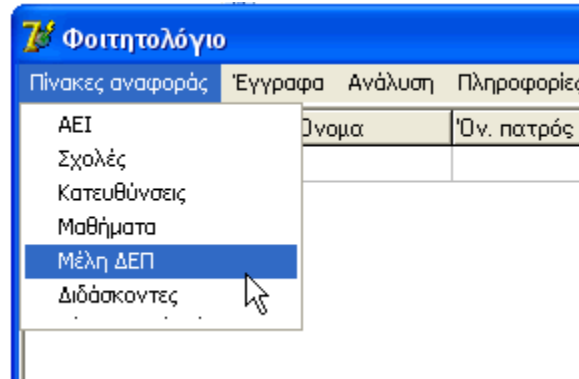 Φοιτητολόγιο
Πίνακες αναφοράς Έγγραφα Ανάλυση Πληροφορίες
Όνομα Όν. πατρός
ΑΕΙ
Σχολές
Κατευθύνσεις
Μαθήματα
Μέλη ΔΕΠ
Διδάσκοντες